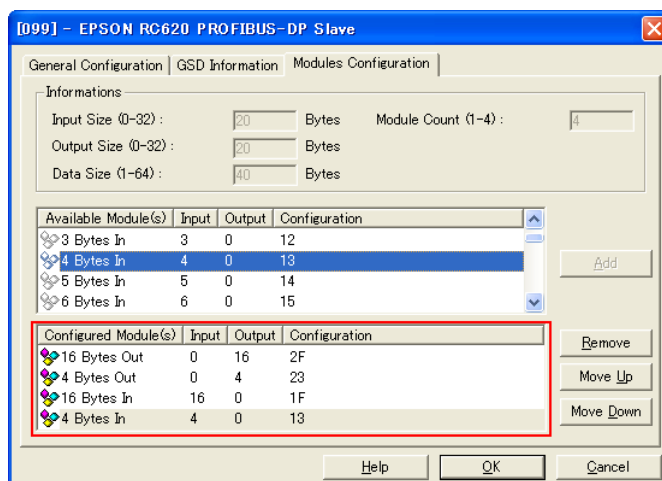 [099] - EPSON RC620 PROFIBUS-DP Slave
General Configuration GSD Information Modules Configuration
Informations
Input Size (0-32) : 20 Bytes Module Count (1-4) : 4
Output Size (0-32) : 20 Bytes
Data Size (1-64) : 40 Bytes
Available Module(s) Input Output Configuration
3 Bytes In 3 0 12
4 Bytes In 4 0 13
Add
5 Bytes In 5 0 14
6 Bytes In 6 0 15
Configured Module(s) Input Output Configuration
Remove
16 Bytes Out 0 16 2F
4 Bytes Out 0 4 23
Move Up
16 Bytes In 16 0 1F
4 Bytes In 4 0 13
Move Down
Help OK Cancel